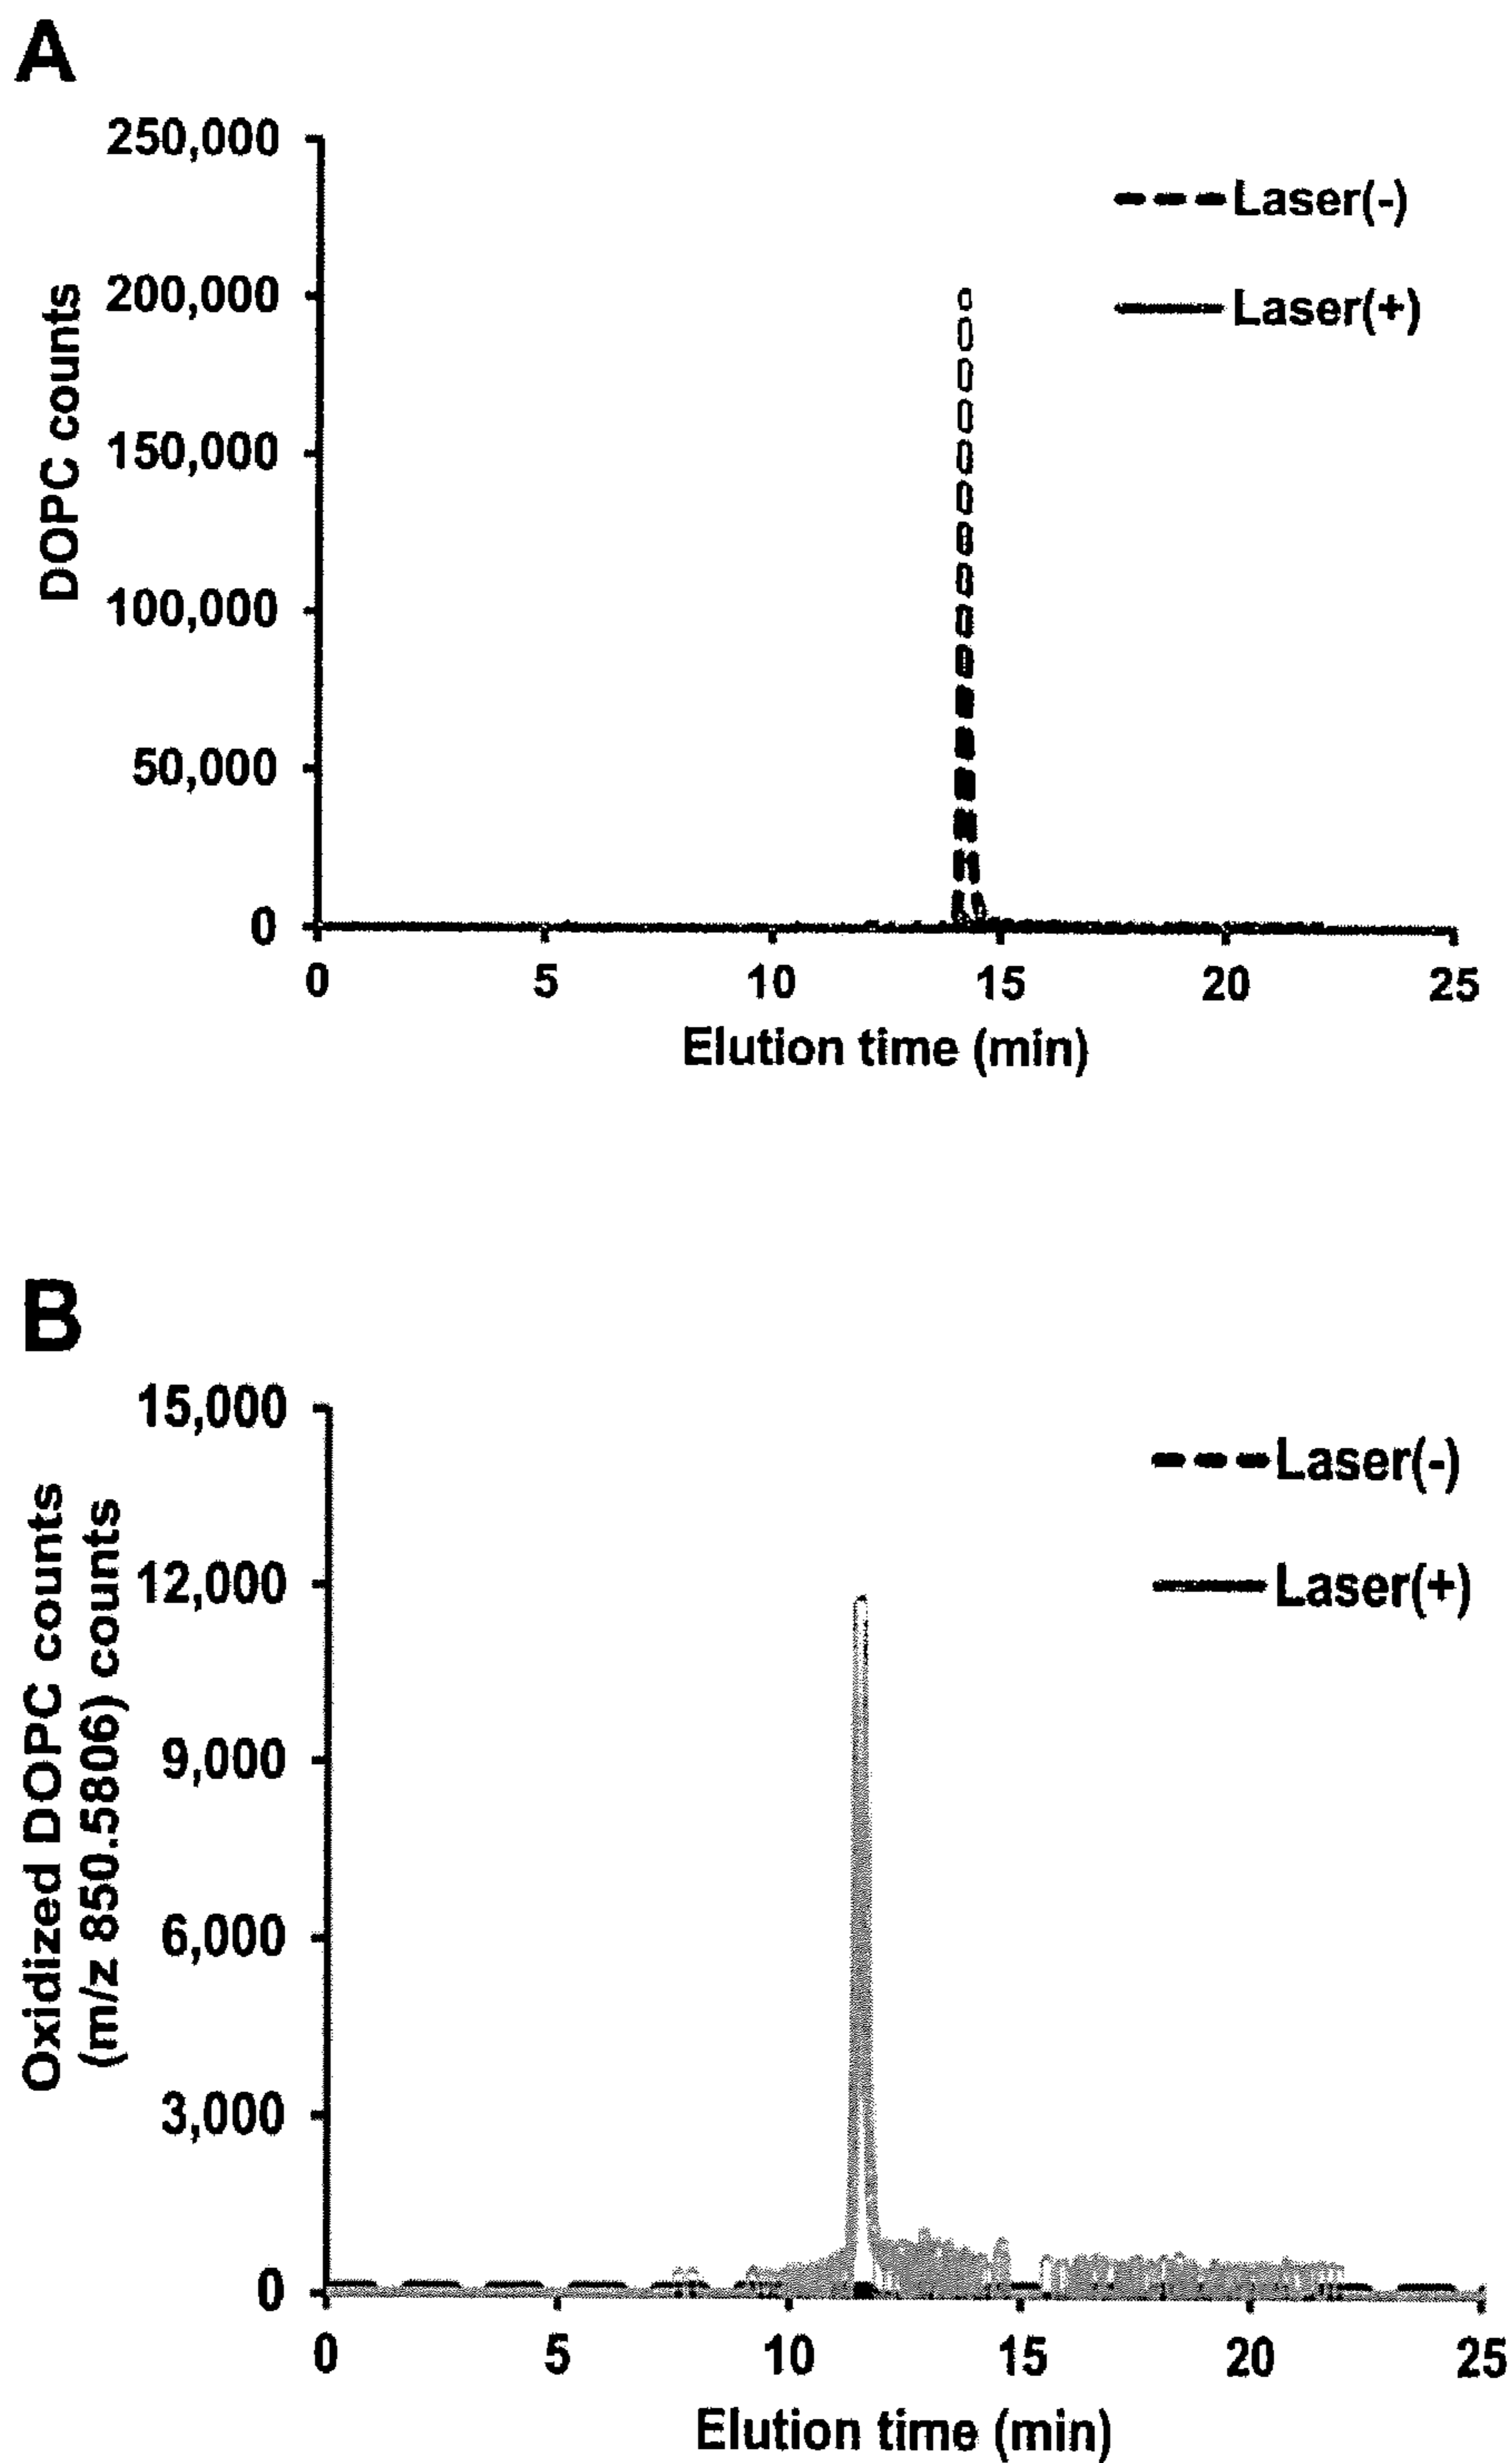 A
250,000
200,000
150,000
100,000
50,000
0
DOPC counts
Laser(-)
Laser(+)
0 5 10 15 20 25
Elution time (min)
B
15,000
12,000
9,000
6,000
3,000
0
Oxidized DOPC counts
(m/z 850.5806) counts
Laser(-)
Laser(+)
0 5 10 15 20 25
Elution time (min)